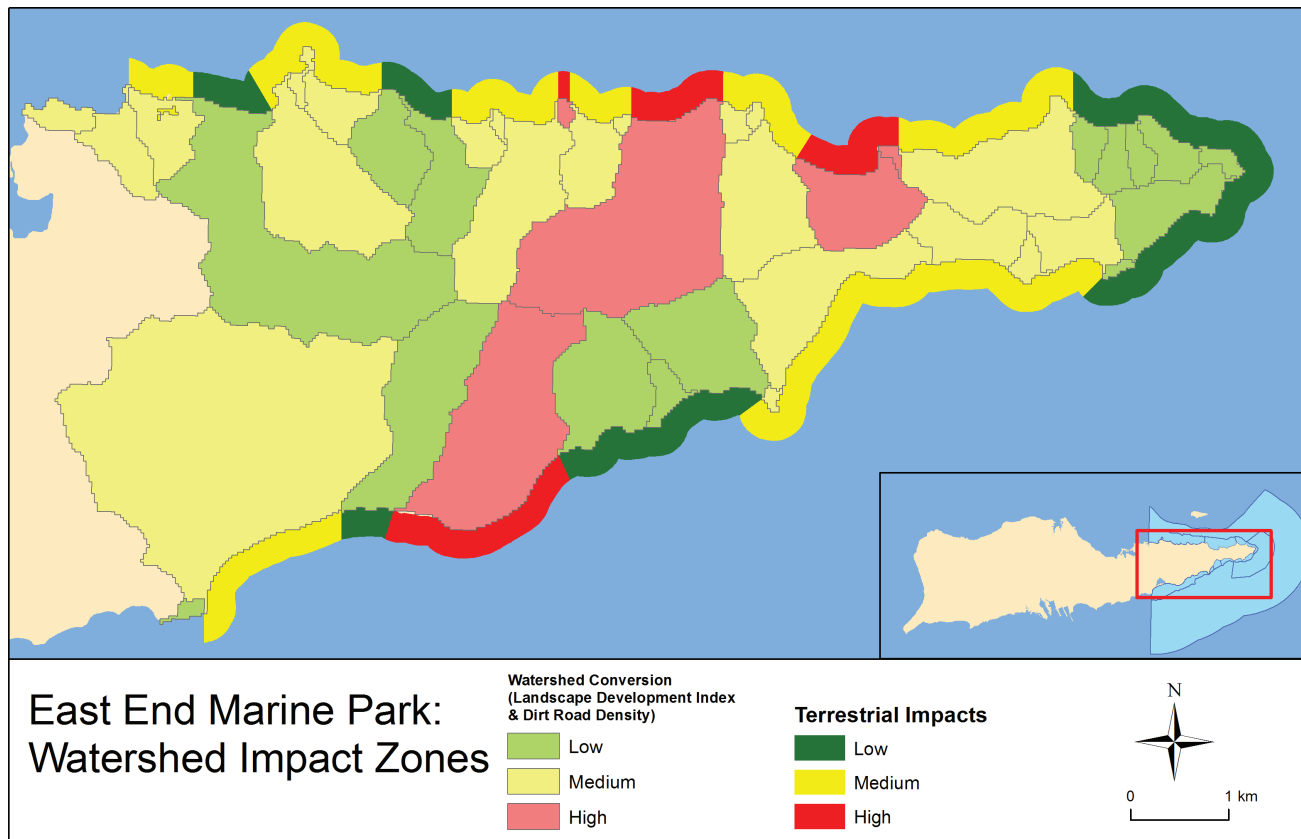 East End Marine Park:
Watershed Impact Zones
Watershed Conversion
(Landscape Development Index
& Dirt Road Density)
Low
Medium
High
Terrestrial Impacts
Low
Medium
High
N
0 1 km